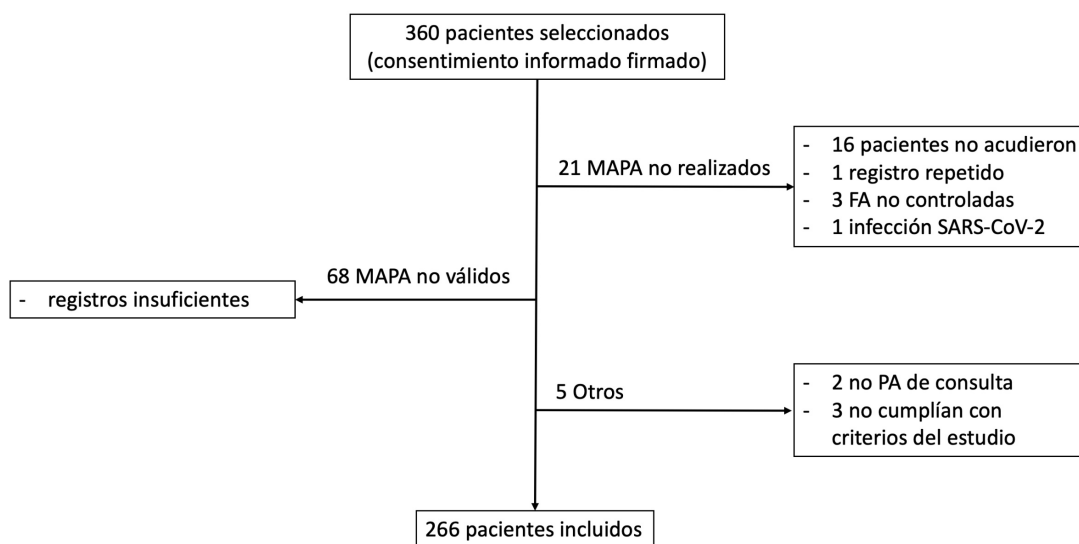 360 pacientes seleccionados
(consentimiento informado firmado)
21 MAPA no realizados
- 16 pacientes no acudieron
- 1 registro repetido
- 3 FA no controladas
- 1 infección SARS-CoV-2
68 MAPA no válidos
- registros insuficientes
5 Otros
- 2 no PA de consulta
- 3 no cumplían con
criterios del estudio
266 pacientes incluidos